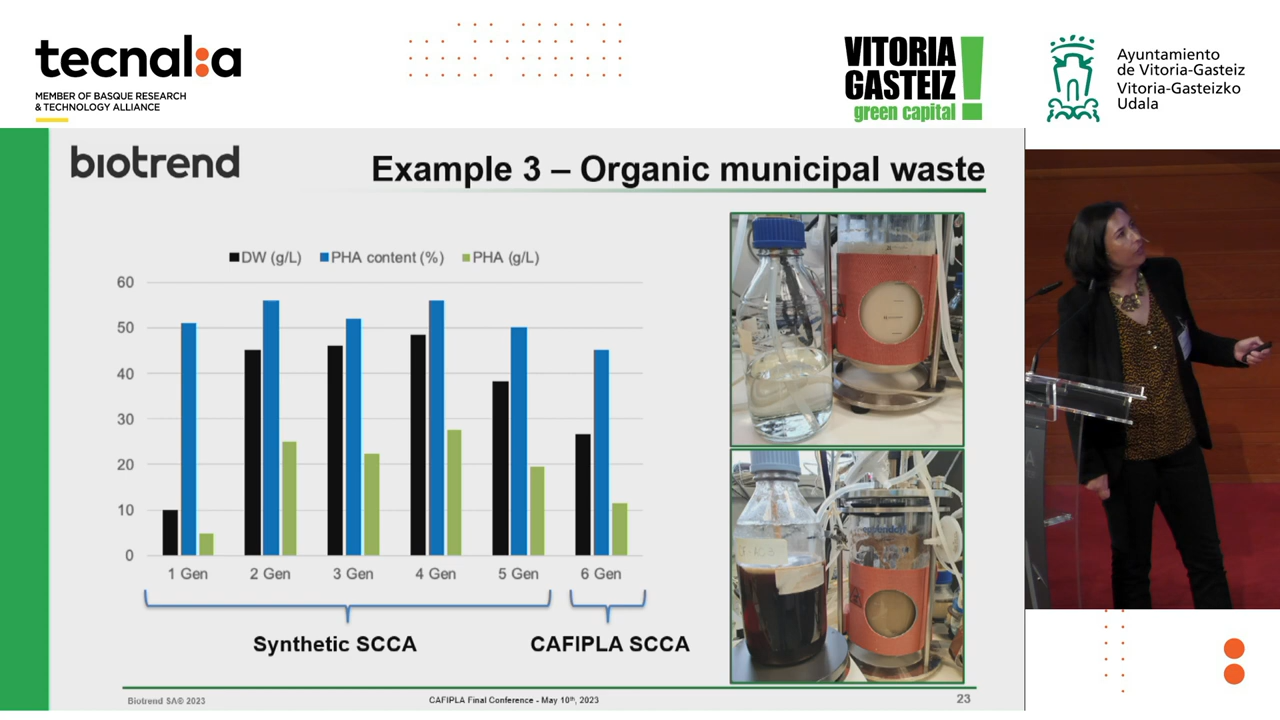 tecnal:a
MEMBER OF BASQUE RESEARCH
& TECHNOLOGY ALLIANCE
VITORIA
GASTEIZ
green capital
Ayuntamiento
de Vitoria-Gasteiz
Vitoria-Gasteizko
Udala
biotrend
Example 3 – Organic municipal waste
DW (g/L) PHA content (%) PHA (g/L)
60
50
40
30
20
10
0
1 Gen 2 Gen 3 Gen 4 Gen 5 Gen 6 Gen
Synthetic SCCA CAFIPLA SCCA
Biotrend SA© 2023 CAFIPLA Final Conference - May 10th, 2023 23